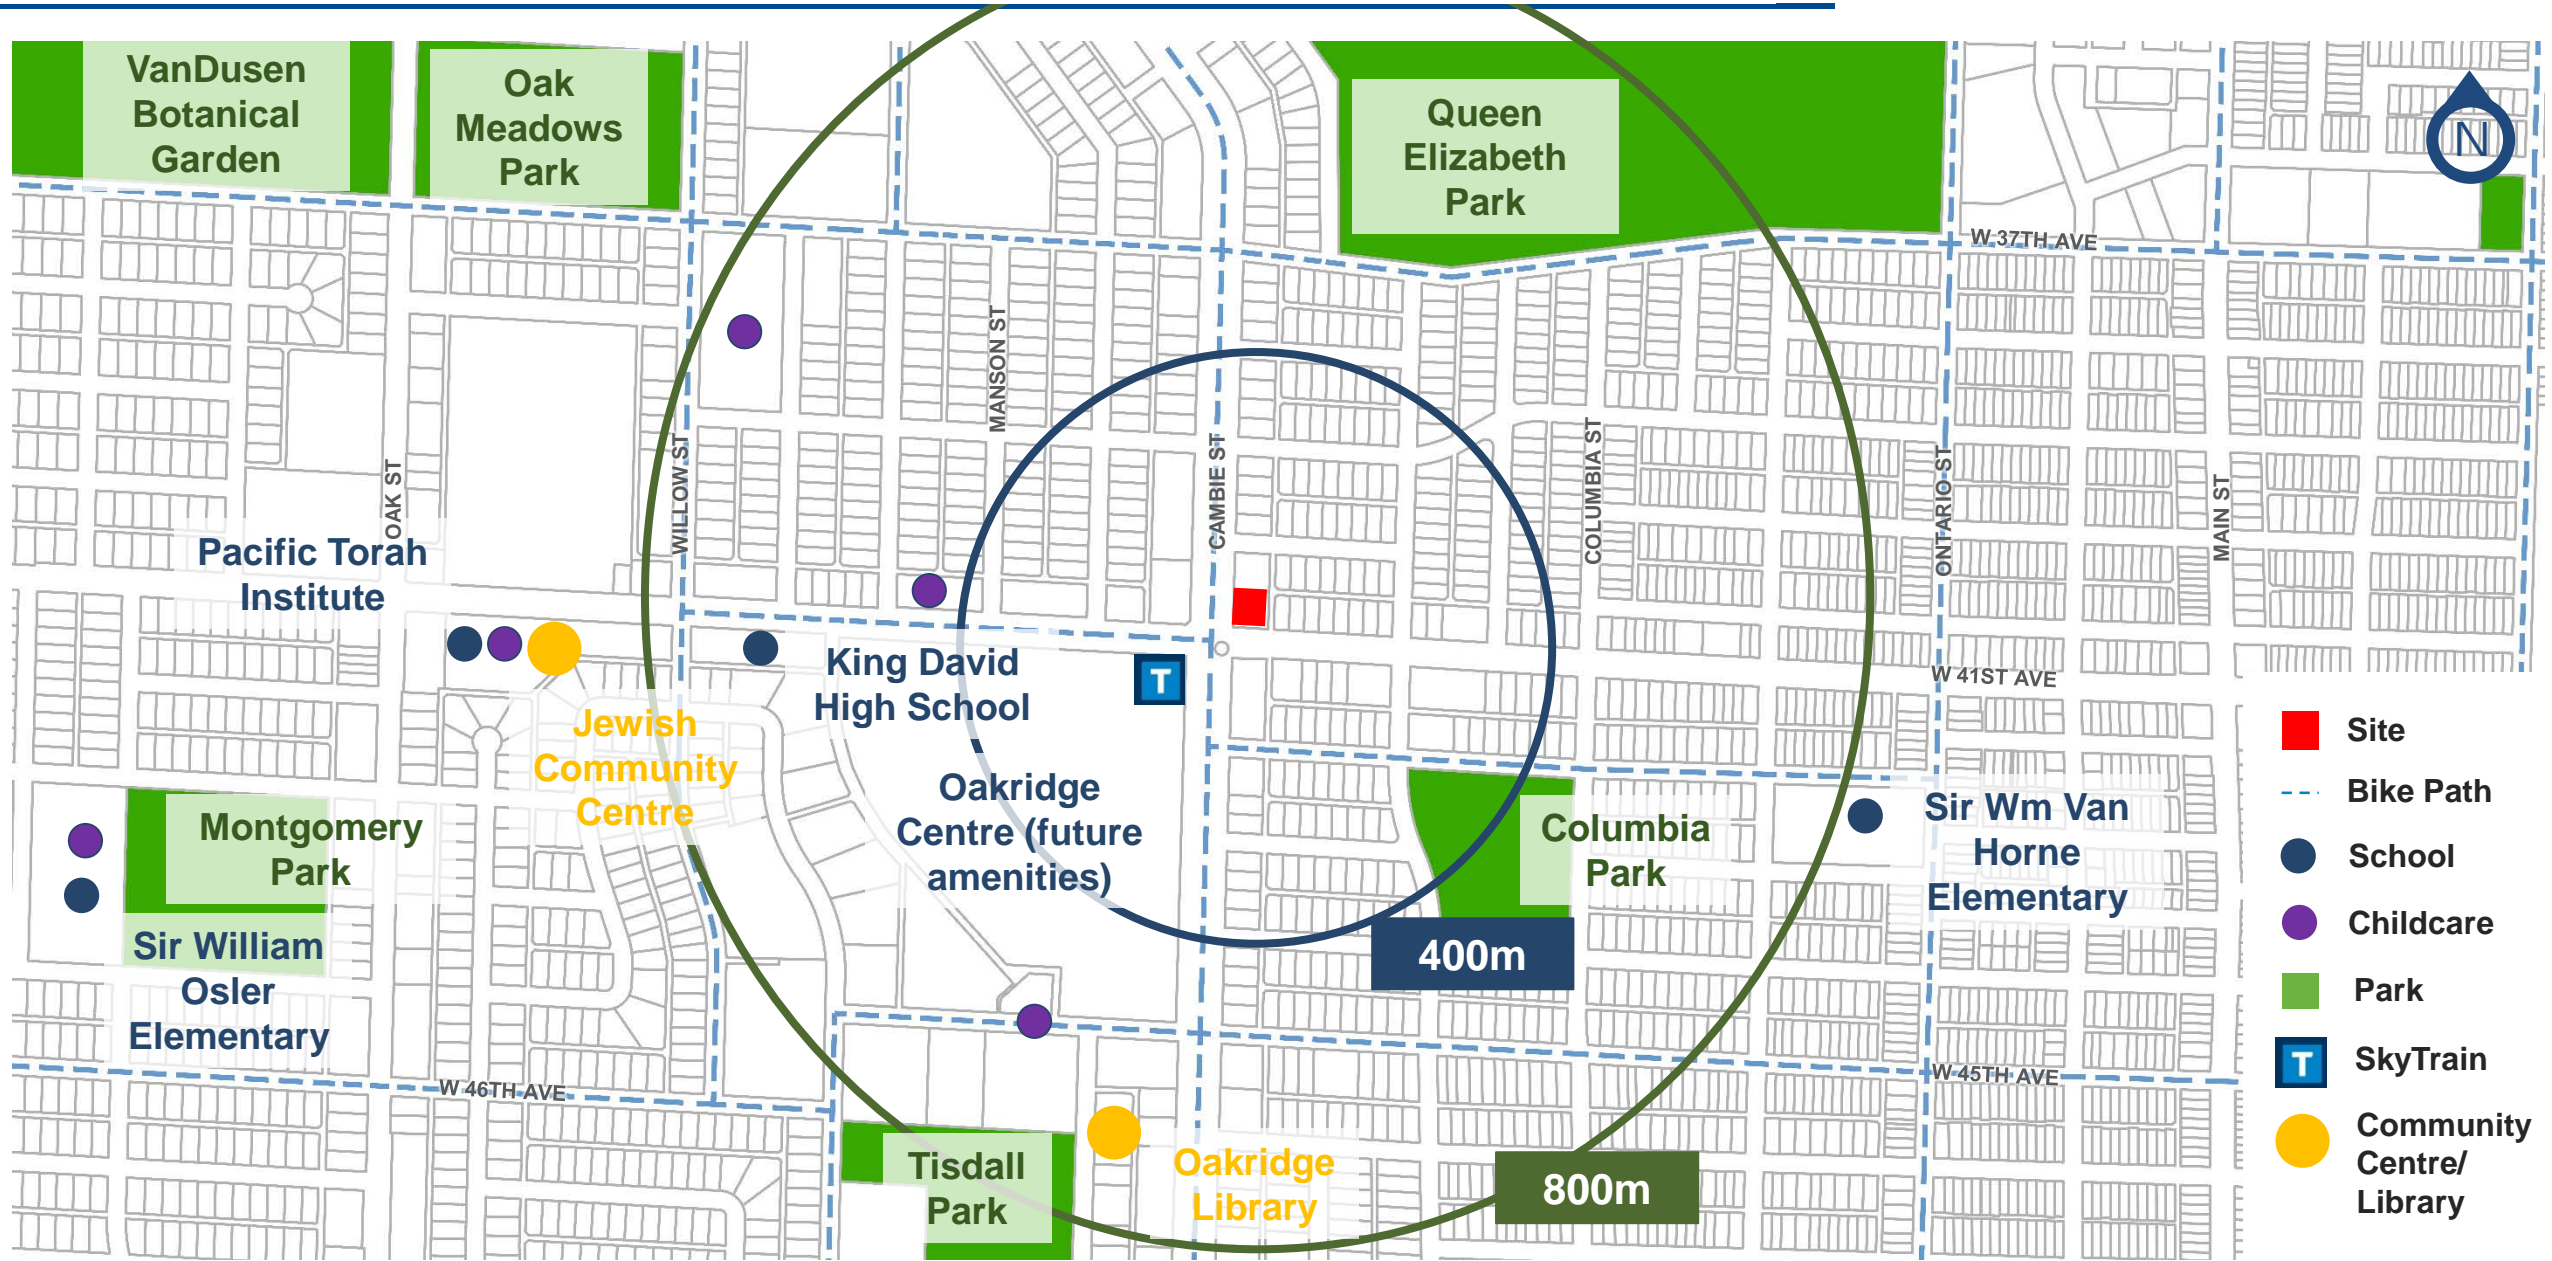 VanDusen
Botanical
Garden
Oak
Meadows
Park
Queen
Elizabeth
Park
N
W 37TH AVE
MANSON ST
WILLOW ST
OAK ST
CAMBIE ST
COLUMBIA ST
ONTARIO ST
MAIN ST
Pacific Torah
Institute
King David
High School
T
W 41ST AVE
Jewish
Community
Centre
Oakridge
Centre (future
amenities)
Montgomery
Park
Columbia
Park
Sir Wm Van
Horne
Elementary
Sir William
Osler
Elementary
400m
W 46TH AVE
W 45TH AVE
Tisdall
Park
Oakridge
Library
800m
Site
Bike Path
School
Childcare
Park
T
SkyTrain
Community
Centre/
Library